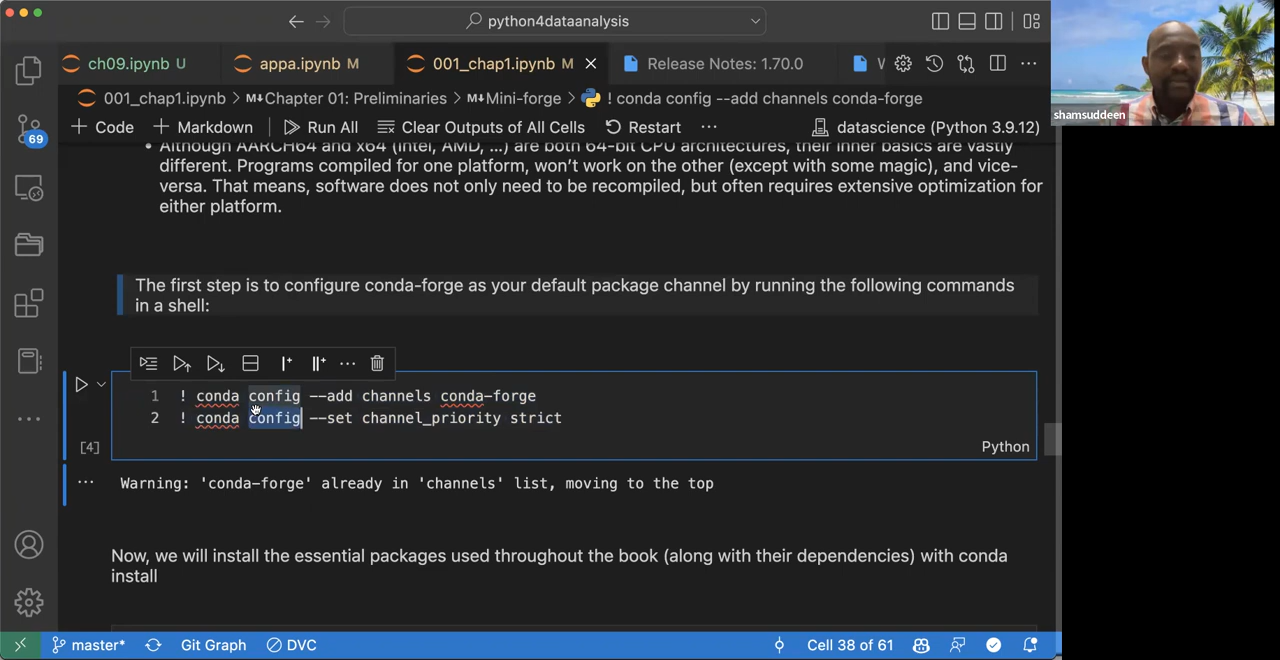 python4dataanalysis
ch09.ipynb U
appa.ipynb M
001_chap1.ipynb M
Release Notes: 1.70.0
001_chap1.ipynb > M↓Chapter 01: Preliminaries > M↓Mini-forge > ! conda config --add channels conda-forge
+ Code + Markdown Run All Clear Outputs of All Cells Restart ... datascience (Python 3.9.12)
• Although AARCH64 and x64 (Intel, AMD, ...) are both 64-bit CPU architectures, their inner basics are vastly
different. Programs compiled for one platform, won't work on the other (except with some magic), and vice-
versa. That means, software does not only need to be recompiled, but often requires extensive optimization for
either platform.
The first step is to configure conda-forge as your default package channel by running the following commands
in a shell:
1 ! conda config --add channels conda-forge
2 ! conda config --set channel_priority strict
[4]
Python
Warning: 'conda-forge' already in 'channels' list, moving to the top
Now, we will install the essential packages used throughout the book (along with their dependencies) with conda
install
69
master* Git Graph DVC Cell 38 of 61
shamsuddeen